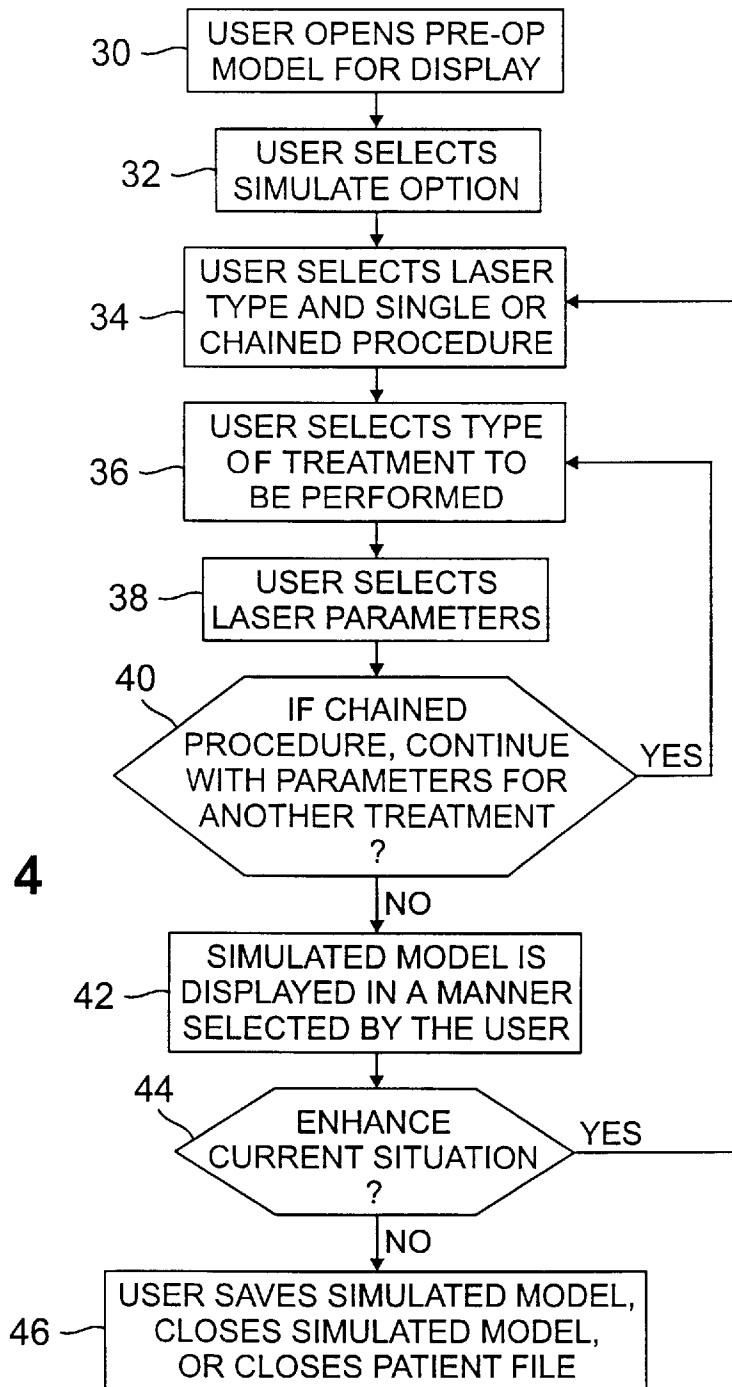 30
USER OPENS PRE-OP
MODEL FOR DISPLAY
32
USER SELECTS
SIMULATE OPTION
34
USER SELECTS LASER
TYPE AND SINGLE OR
CHAINED PROCEDURE
36
USER SELECTS TYPE
OF TREATMENT TO
BE PERFORMED
38
USER SELECTS
LASER PARAMETERS
40
IF CHAINED
PROCEDURE, CONTINUE
WITH PARAMETERS FOR
ANOTHER TREATMENT
?
YES
4
NO
42
SIMULATED MODEL IS
DISPLAYED IN A MANNER
SELECTED BY THE USER
44
ENHANCE
CURRENT SITUATION
?
YES
NO
46
USER SAVES SIMULATED MODEL,
CLOSES SIMULATED MODEL,
OR CLOSES PATIENT FILE